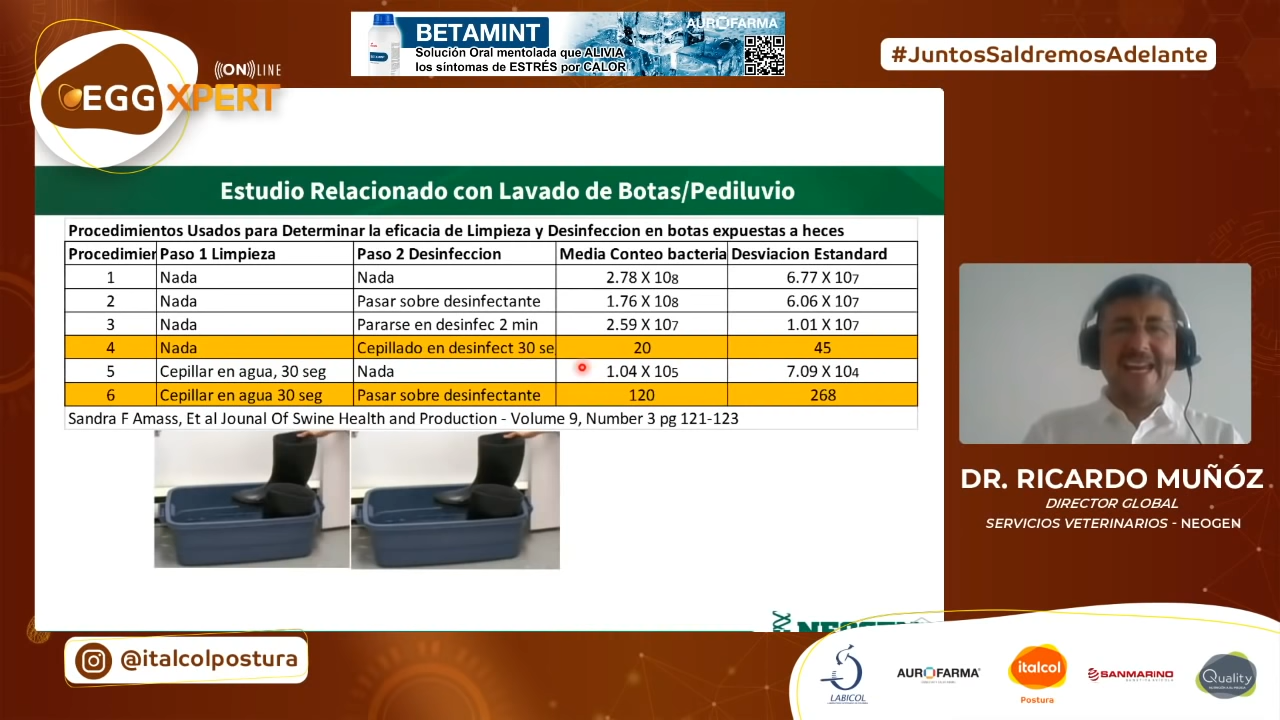 BETAMINT
Solución Oral mentolada que ALIVIA
los síntomas de ESTRÉS por CALOR
AUROFARMA
#JuntosSaldremosAdelante
((ON)) LINE
EGG XPERT
Estudio Relacionado con Lavado de Botas/Pediluvio
Procedimientos Usados para Determinar la eficacia de Limpieza y Desinfeccion en botas expuestas a heces
Procedimier Paso 1 Limpieza Paso 2 Desinfeccion Media Conteo bacteria Desviacion Estandard
1 Nada Nada 2.78 X 108 6.77 X 107
2 Nada Pasar sobre desinfectante 1.76 X 108 6.06 X 107
3 Nada Pararse en desinfec 2 min 2.59 X 107 1.01 X 107
4 Nada Cepillado en desinfect 30 se 20 45
5 Cepillar en agua, 30 seg Nada 1.04 X 105 7.09 X 104
6 Cepillar en agua 30 seg Pasar sobre desinfectante 120 268
Sandra F Amass, Et al Jounal Of Swine Health and Production - Volume 9, Number 3 pg 121-123
DR. RICARDO MUÑÓZ
DIRECTOR GLOBAL
SERVICIOS VETERINARIOS - NEOGEN
NEOGEN
@italcolpostura
LABICOL
AUROFARMA
italcol
Postura
SANMARINO
Quality